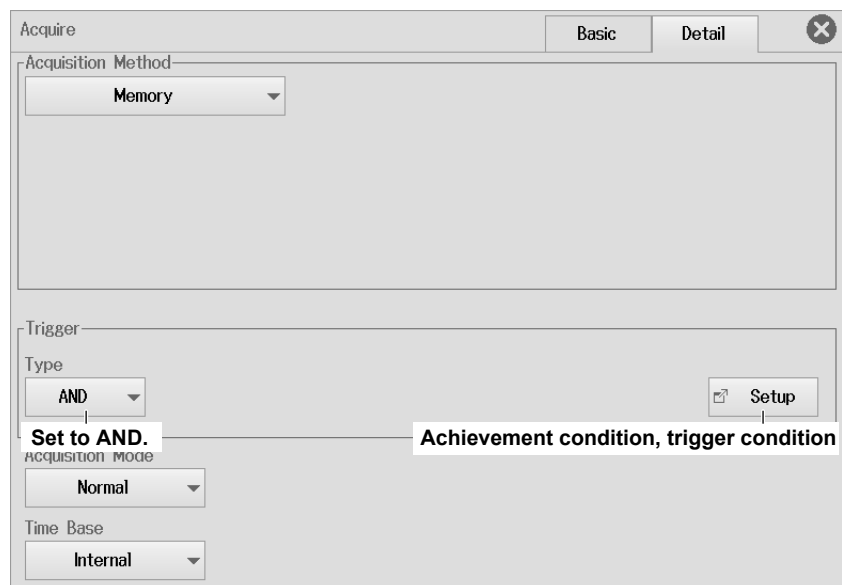 Acquire
Basic
Detail
Acquisition Method
Memory
Trigger
Type
AND
Setup
Set to AND.
Achievement condition, trigger condition
Acquisition Mode
Normal
Time Base
Internal